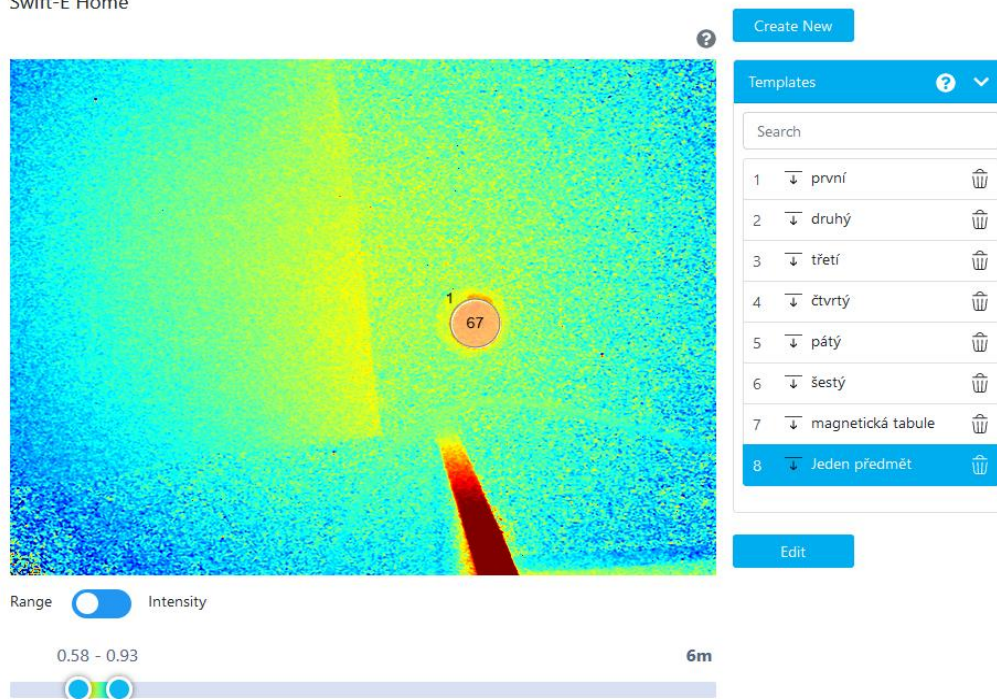 Swift-E Home
Create New
Templates
Search
1 první
2 druhý
3 třetí
4 čtvrtý
5 pátý
6 šestý
7 magnetická tabule
8 Jeden předmět
Edit
1
67
Range Intensity
0.58 - 0.93 6m